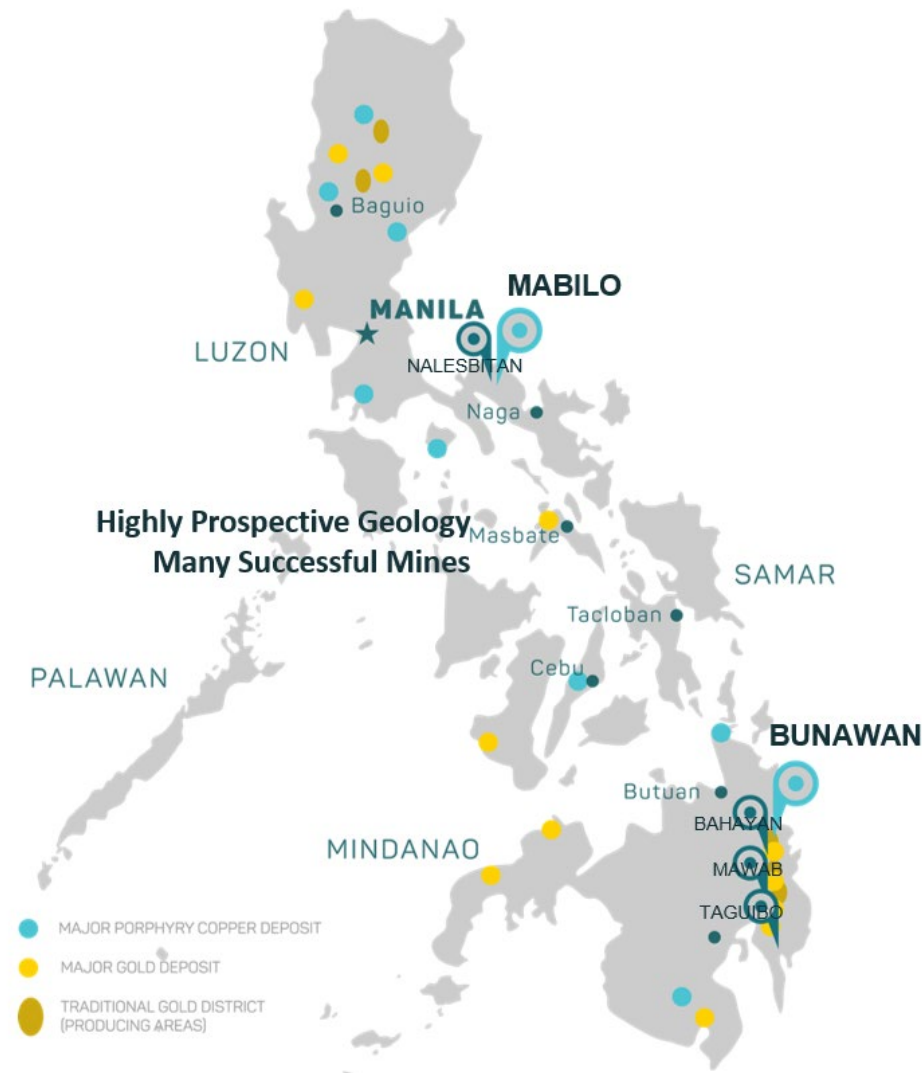 Baguio
MABILO
MANILA
LUZON
NALESBITAN
Naga
Highly Prospective Geology
Many Successful Mines
Masbate
SAMAR
Tacloban
Cebu
PALAWAN
BUNAWAN
Butuan
BAHAYAN
MINDANAO
MAWAB
TAGUIBO
MAJOR PORPHYRY COPPER DEPOSIT
MAJOR GOLD DEPOSIT
TRADITIONAL GOLD DISTRICT
(PRODUCING AREAS)